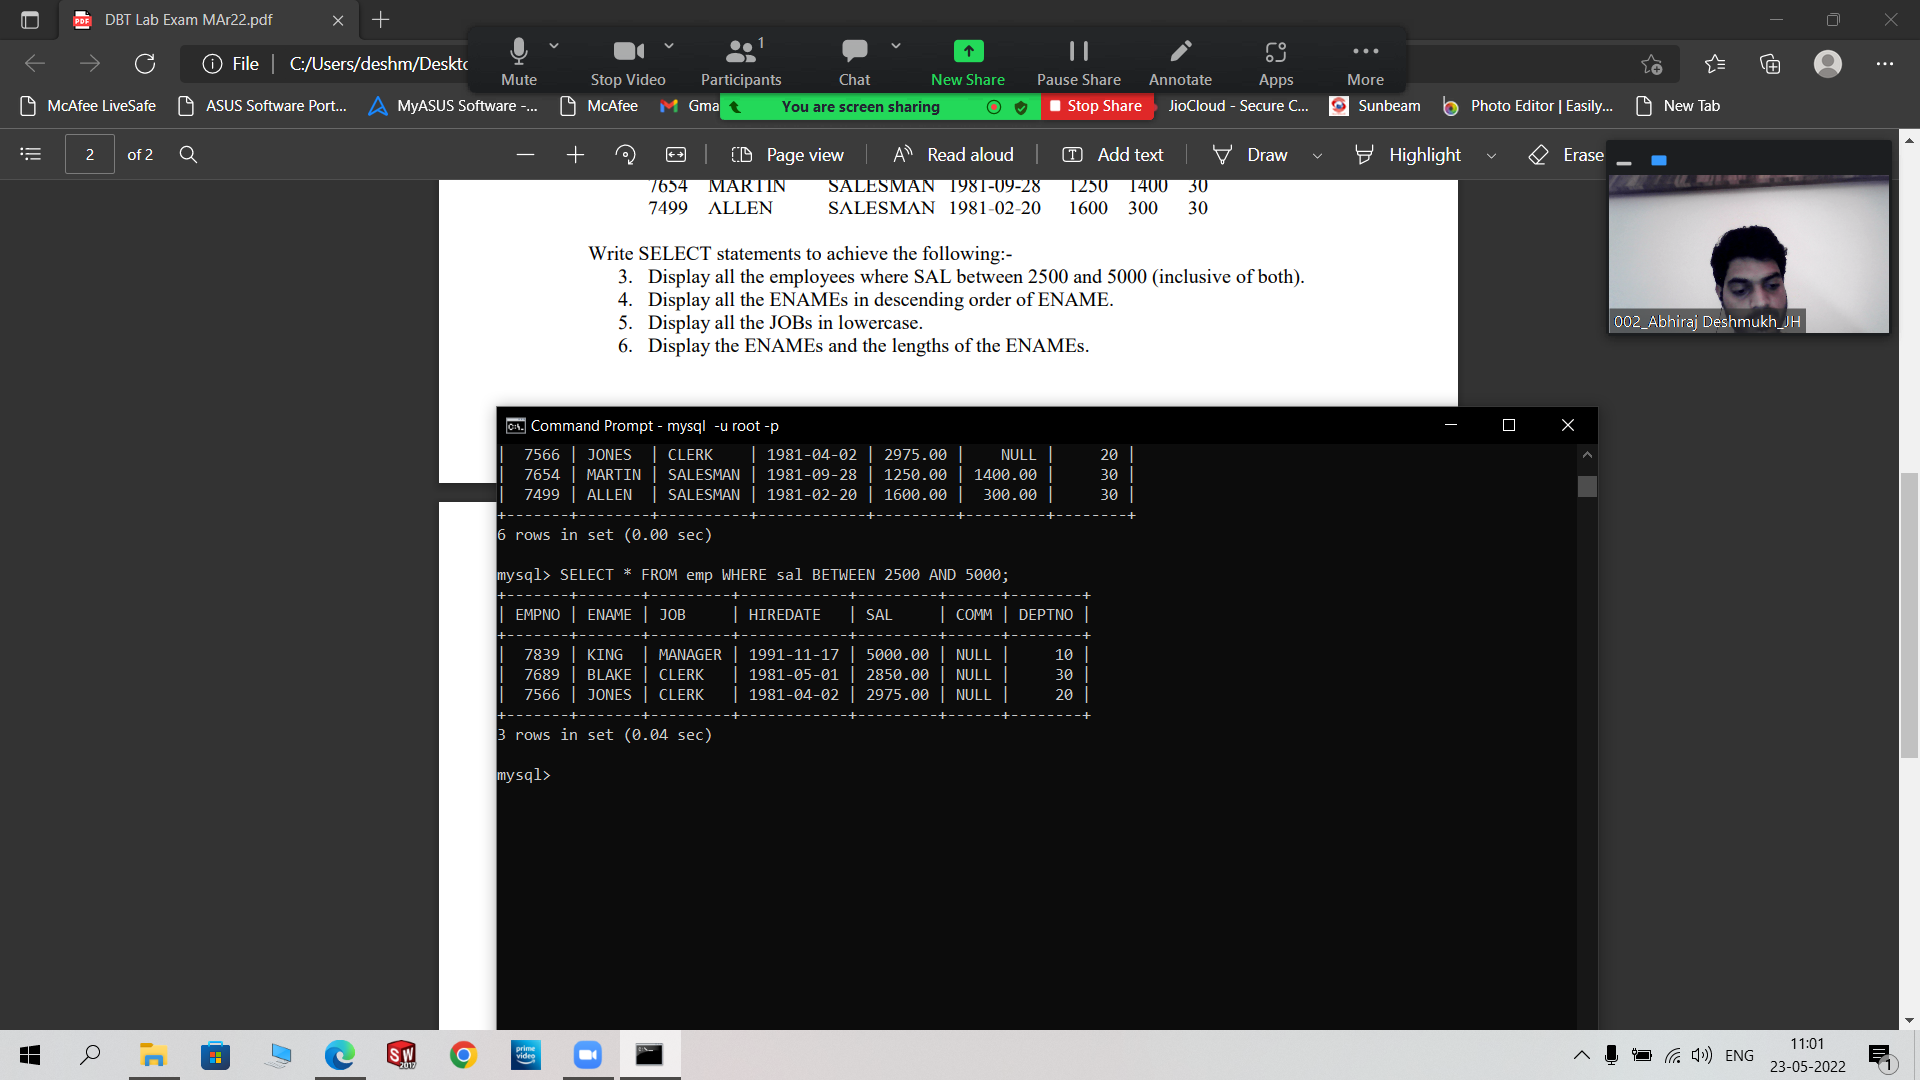 DBT Lab Exam MAr22.pdf
File
C:/Users/deshm/Deskto
Mute
Stop Video
Participants
1
Chat
New Share
Pause Share
Annotate
Apps
More
McAfee LiveSafe
ASUS Software Port...
MyASUS Software -...
McAfee
Gma
You are screen sharing
Stop Share
JioCloud - Secure C...
Sunbeam
Photo Editor | Easily...
New Tab
2 of 2
Page view
Read aloud
Add text
Draw
Highlight
Erase
7654 MARTIN SALESMAN 1981-09-28 1250 1400 30
7499 ALLEN SALESMAN 1981-02-20 1600 300 30
Write SELECT statements to achieve the following:-
3. Display all the employees where SAL between 2500 and 5000 (inclusive of both).
4. Display all the ENAMEs in descending order of ENAME.
5. Display all the JOBs in lowercase.
6. Display the ENAMEs and the lengths of the ENAMEs.
002_Abhiraj Deshmukh_JH
Command Prompt - mysql -u root -p
| 7566 | JONES | CLERK | 1981-04-02 | 2975.00 | NULL | 20 |
| 7654 | MARTIN | SALESMAN | 1981-09-28 | 1250.00 | 1400.00 | 30 |
| 7499 | ALLEN | SALESMAN | 1981-02-20 | 1600.00 | 300.00 | 30 |
+-------+--------+----------+------------+---------+---------+--------+
6 rows in set (0.00 sec)
mysql> SELECT * FROM emp WHERE sal BETWEEN 2500 AND 5000;
+-------+-------+---------+------------+---------+------+--------+
| EMPNO | ENAME | JOB | HIREDATE | SAL | COMM | DEPTNO |
+-------+-------+---------+------------+---------+------+--------+
| 7839 | KING | MANAGER | 1991-11-17 | 5000.00 | NULL | 10 |
| 7689 | BLAKE | CLERK | 1981-05-01 | 2850.00 | NULL | 30 |
| 7566 | JONES | CLERK | 1981-04-02 | 2975.00 | NULL | 20 |
+-------+-------+---------+------------+---------+------+--------+
3 rows in set (0.04 sec)
mysql>
SW
2017
prime video
ENG
11:01
23-05-2022
1